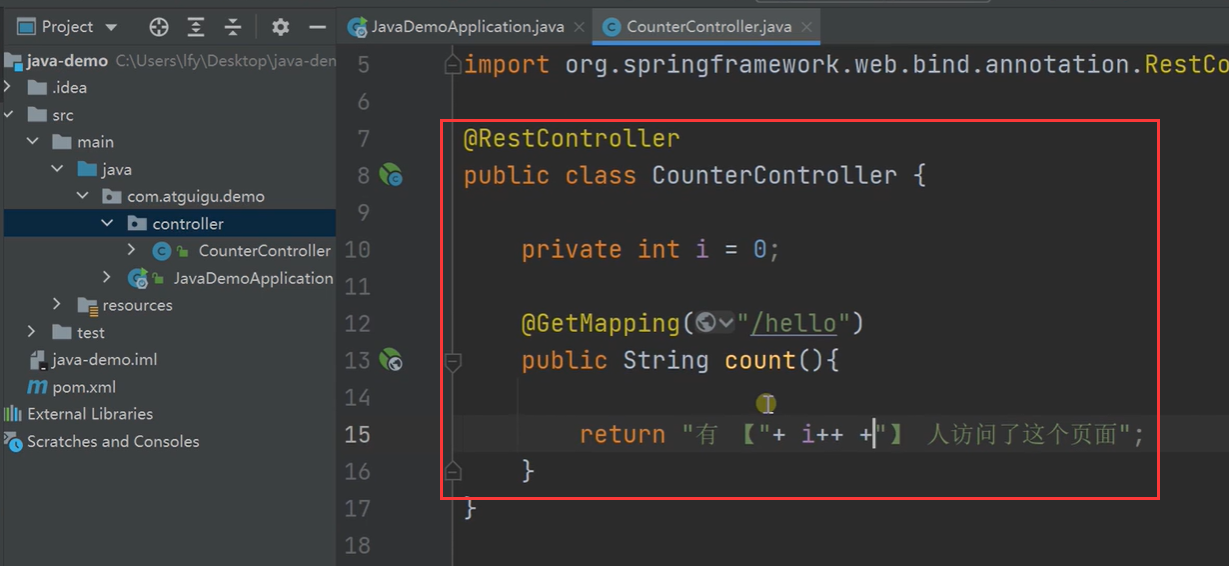 Project
JavaDemoApplication.java
CounterController.java
java-demo C:\Users\lfy\Desktop\java-den
.idea
src
main
java
com.atguigu.demo
controller
CounterController
JavaDemoApplication
resources
test
java-demo.iml
pom.xml
External Libraries
Scratches and Consoles
5 import org.springframework.web.bind.annotation.RestCo
6
7 @RestController
8 public class CounterController {
9
10 private int i = 0;
11
12 @GetMapping("/hello")
13 public String count(){
14
15 return "有 【"+ i++ +"】 人访问了这个页面";
16 }
17 }
18